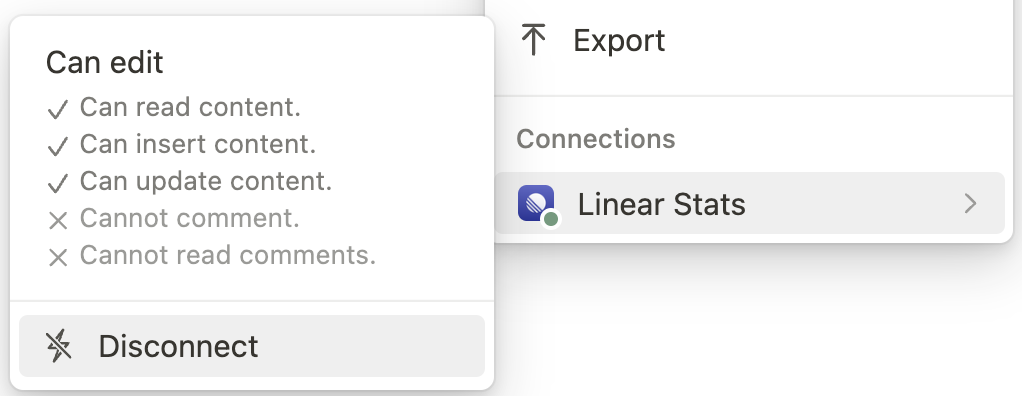 Can edit
Can read content.
Can insert content.
Can update content.
Cannot comment.
Cannot read comments.
Disconnect
Export
Connections
Linear Stats